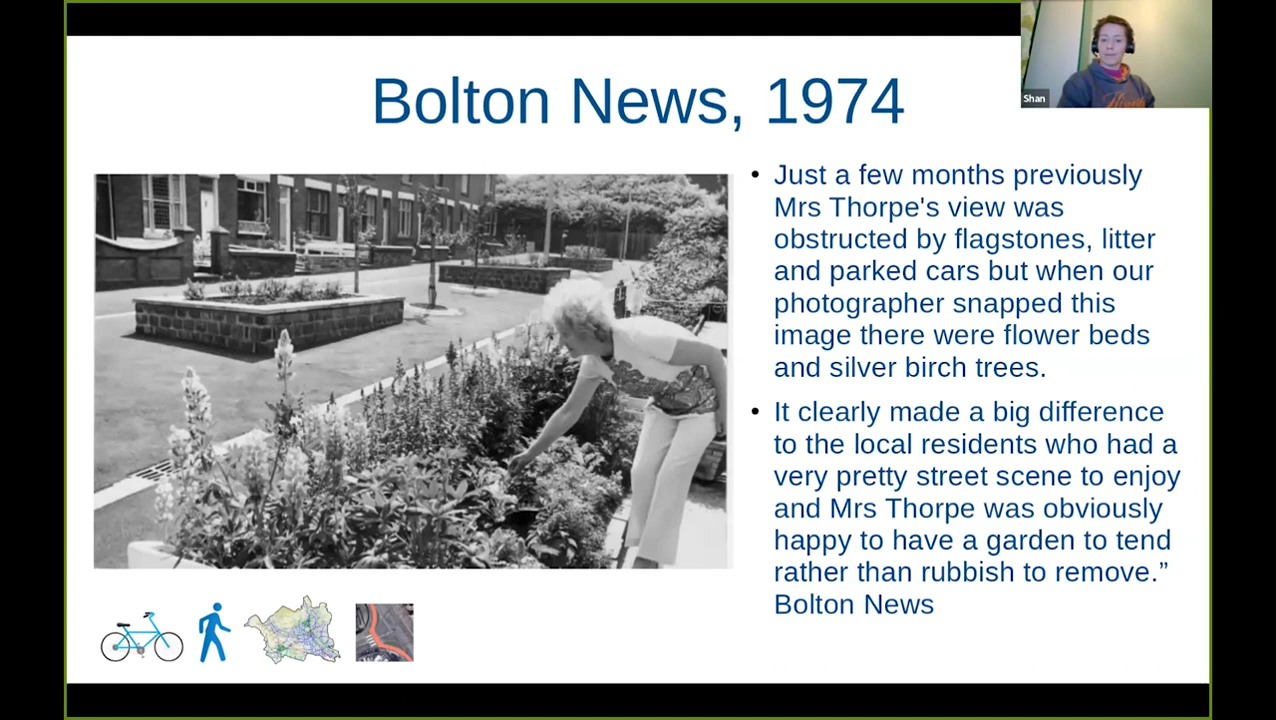 Bolton News, 1974
Shan
• Just a few months previously
Mrs Thorpe's view was
obstructed by flagstones, litter
and parked cars but when our
photographer snapped this
image there were flower beds
and silver birch trees.
• It clearly made a big difference
to the local residents who had a
very pretty street scene to enjoy
and Mrs Thorpe was obviously
happy to have a garden to tend
rather than rubbish to remove.”
Bolton News